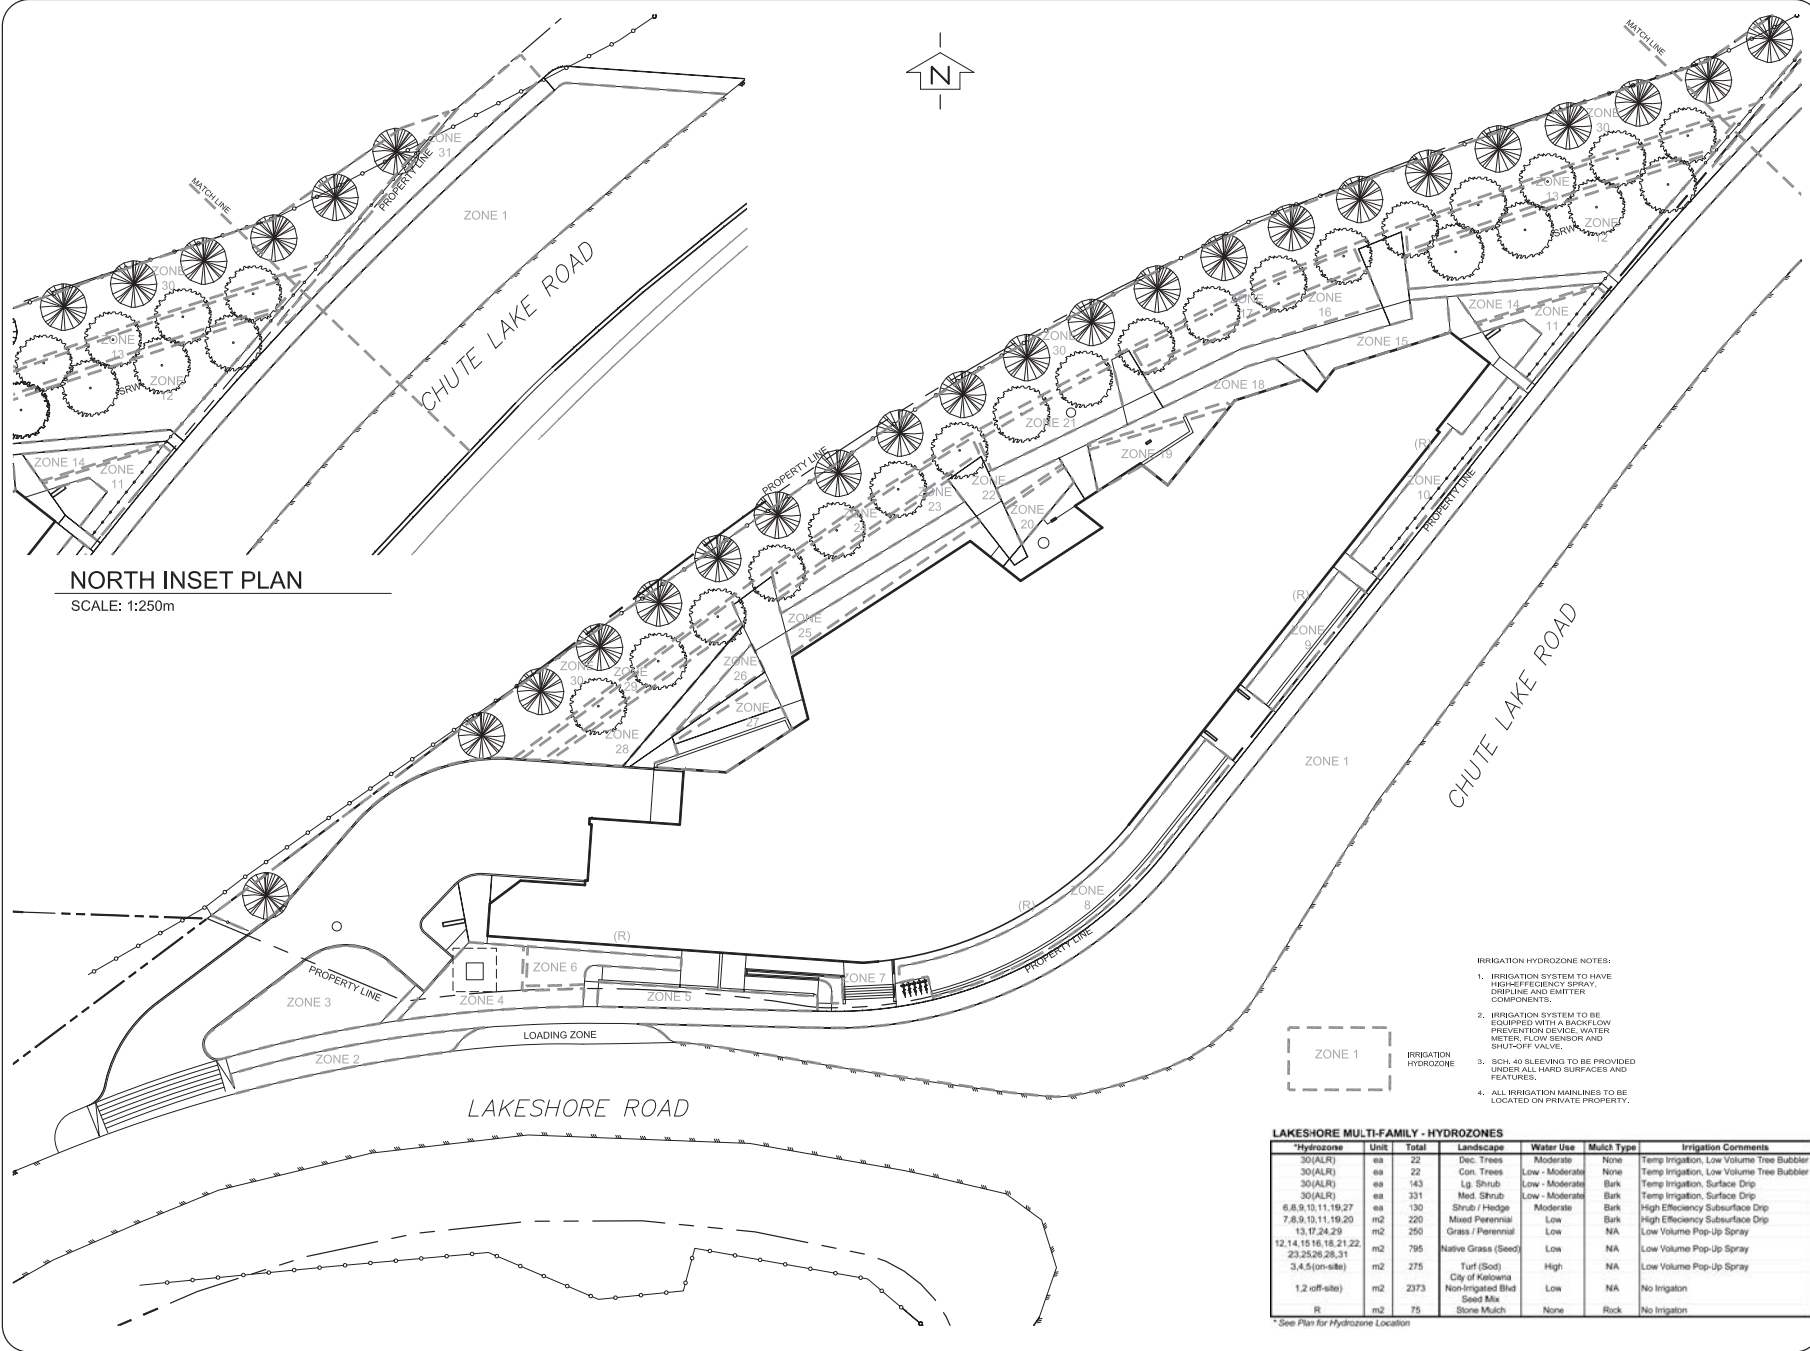 MATCH LINE
ZONE
31
PROPERTY LINE
ZONE 1
ZONE
30
ZONE
13
SRW
ZONE
12
ZONE 14
ZONE
11
CHUTE LAKE ROAD
NORTH INSET PLAN
SCALE: 1:250m
N
MATCH LINE
ZONE
30
ZONE
13
ZONE
12
SRW
ZONE 14
ZONE
11
ZONE
17
ZONE
16
ZONE 15
ZONE
30
ZONE 18
ZONE 21
ZONE 19
PROPERTY LINE
ZONE
22
ZONE
23
ZONE
24
ZONE
20
(R)
ZONE
10
PROPERTY LINE
(R)
ZONE
9
ZONE
25
ZONE
26
ZONE
27
ZONE
30
ZONE
29
ZONE
28
ZONE 1
CHUTE LAKE ROAD
ZONE
8
(R)
PROPERTY LINE
(R)
ZONE 6
ZONE 7
PROPERTY LINE
ZONE 3
ZONE 4
ZONE 5
LOADING ZONE
ZONE 2
LAKESHORE ROAD
IRRIGATION HYDROZONE NOTES:
1. IRRIGATION SYSTEM TO HAVE
HIGH-EFFECIENCY SPRAY,
DRIPLINE AND EMITTER
COMPONENTS.
2. IRRIGATION SYSTEM TO BE
EQUIPPED WITH A BACKFLOW
PREVENTION DEVICE, WATER
METER, FLOW SENSOR AND
SHUT-OFF VALVE.
3. SCH. 40 SLEEVING TO BE PROVIDED
UNDER ALL HARD SURFACES AND
FEATURES.
4. ALL IRRIGATION MAINLINES TO BE
LOCATED ON PRIVATE PROPERTY.
ZONE 1
IRRIGATION
HYDROZONE
LAKESHORE MULTI-FAMILY - HYDROZONES
*Hydrozone Unit Total Landscape Water Use Mulch Type Irrigation Comments
30(ALR) ea 22 Dec. Trees Moderate None Temp Irrigation, Low Volume Tree Bubbler
30(ALR) ea 22 Con. Trees Low - Moderate None Temp Irrigation, Low Volume Tree Bubbler
30(ALR) ea 143 Lg. Shrub Low - Moderate Bark Temp Irrigation, Surface Drip
30(ALR) ea 331 Med. Shrub Low - Moderate Bark Temp Irrigation, Surface Drip
6,8,9,10,11,19,27 ea 130 Shrub / Hedge Moderate Bark High Effeciency Subsurface Drip
7,8,9,10,11,19,20 m2 220 Mixed Perennial Low Bark High Effeciency Subsurface Drip
13,17,24,29 m2 250 Grass / Perennial Low NA Low Volume Pop-Up Spray
12,14,15 16,18,21,22,
23,25,26,28,31 m2 795 Native Grass (Seed) Low NA Low Volume Pop-Up Spray
3,4,5(on-site) m2 275 Turf (Sod) High NA Low Volume Pop-Up Spray
1,2 (off-site) m2 2373 City of Kelowna
Non-Irrigated Blvd
Seed Mix Low NA No Irrigaton
R m2 75 Stone Mulch None Rock No Irrigaton
* See Plan for Hydrozone Location